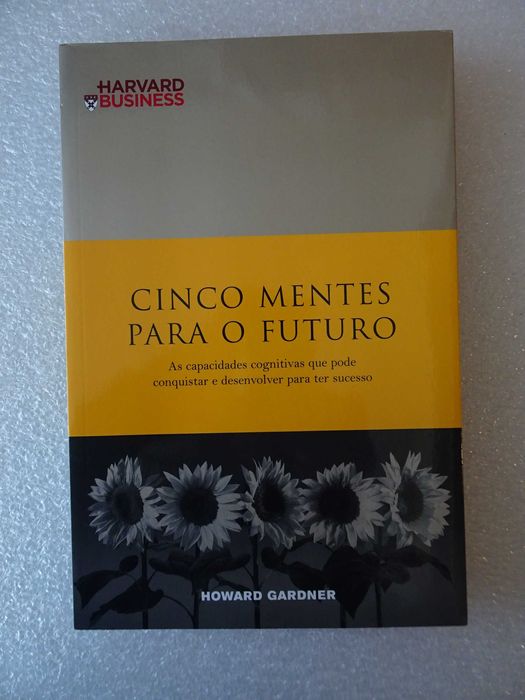 HARVARD
BUSINESS
CINCO MENTES
PARA O FUTURO
As capacidades cognitivas que pode
conquistar e desenvolver para ter sucesso
HOWARD GARDNER